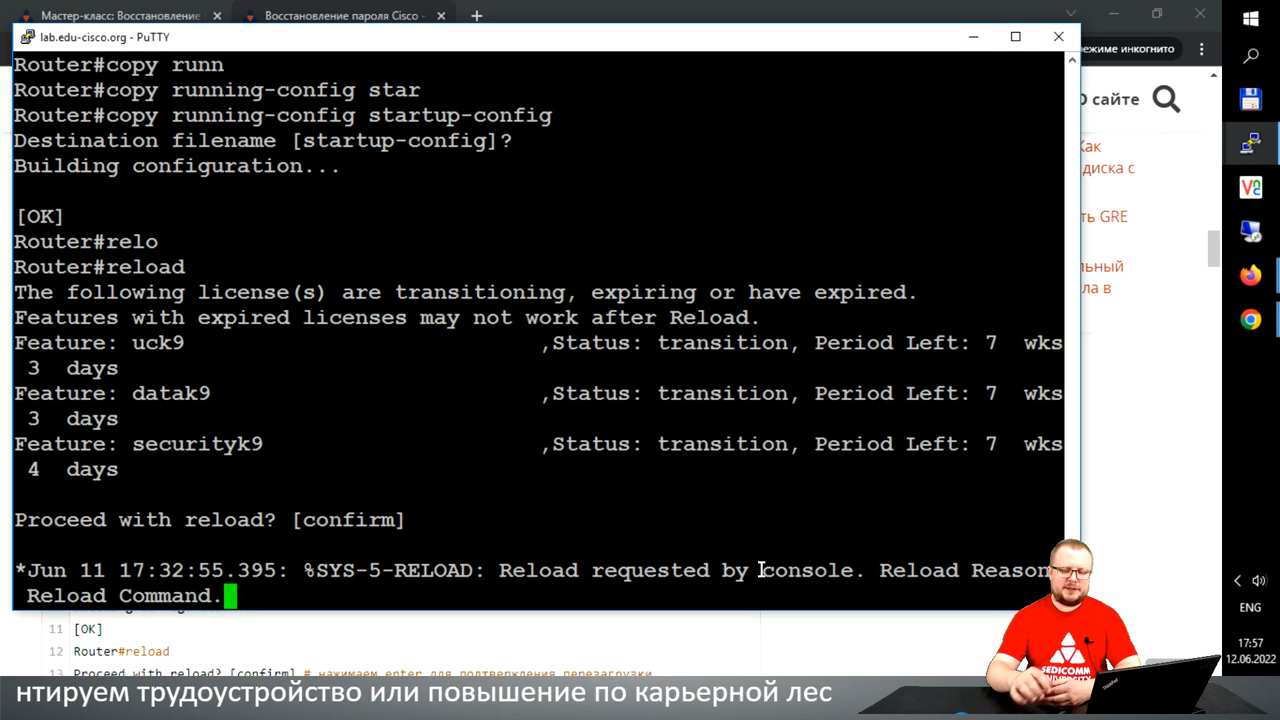 Мастер-класс: Восстановление
Восстановление пароля Cisco -
lab.edu-cisco.org - PuTTY
ежиме инкогнито
Router#copy runn
Router#copy running-config star
Router#copy running-config startup-config
Destination filename [startup-config]?
Building configuration...
[OK]
Router#relo
Router#reload
The following license(s) are transitioning, expiring or have expired.
Features with expired licenses may not work after Reload.
Feature: uck9 ,Status: transition, Period Left: 7 wks
3 days
Feature: datak9 ,Status: transition, Period Left: 7 wks
3 days
Feature: securityk9 ,Status: transition, Period Left: 7 wks
4 days
Proceed with reload? [confirm]
*Jun 11 17:32:55.395: %SYS-5-RELOAD: Reload requested by console. Reload Reason
Reload Command.
О сайте
Как
диска с
ть GRE
льный
ла в
11 [OK]
12 Router#reload
13 Proceed with reload? [confirm] # нажимаем enter для подтверждения перезагрузки
ENG
17:57
12.06.2022
SEDICOMM
UNIVERSITY
ThinkPad
нтируем трудоустройство или повышение по карьерной лес